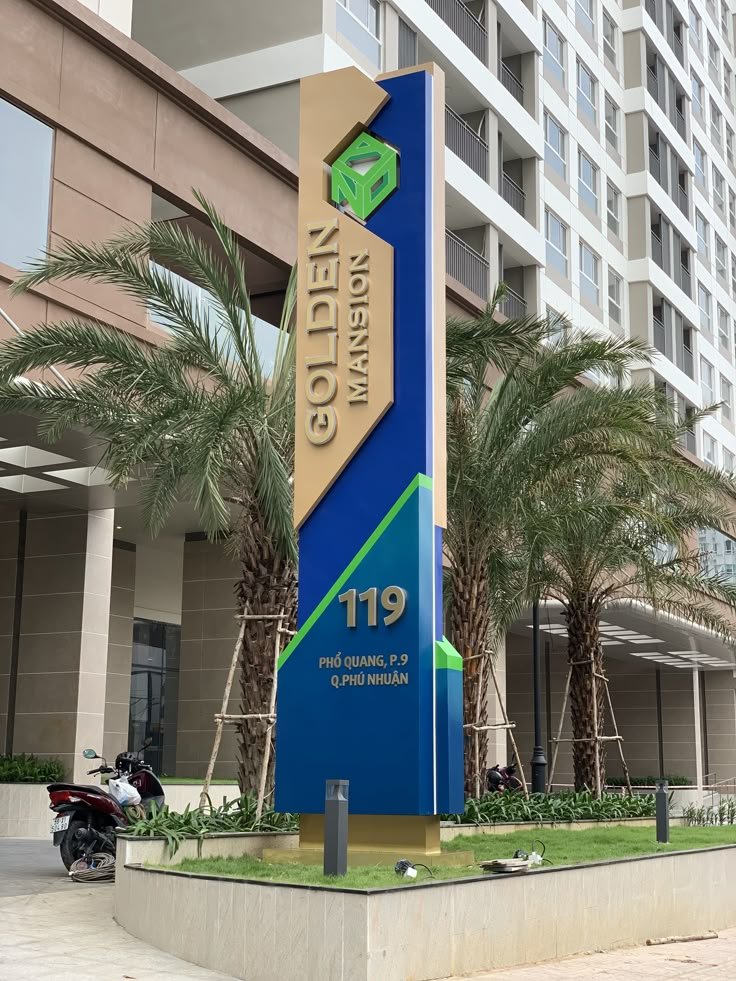 GOLDEN
MANSION
119
PHỔ QUANG, P.9
Q.PHÚ NHUẬN